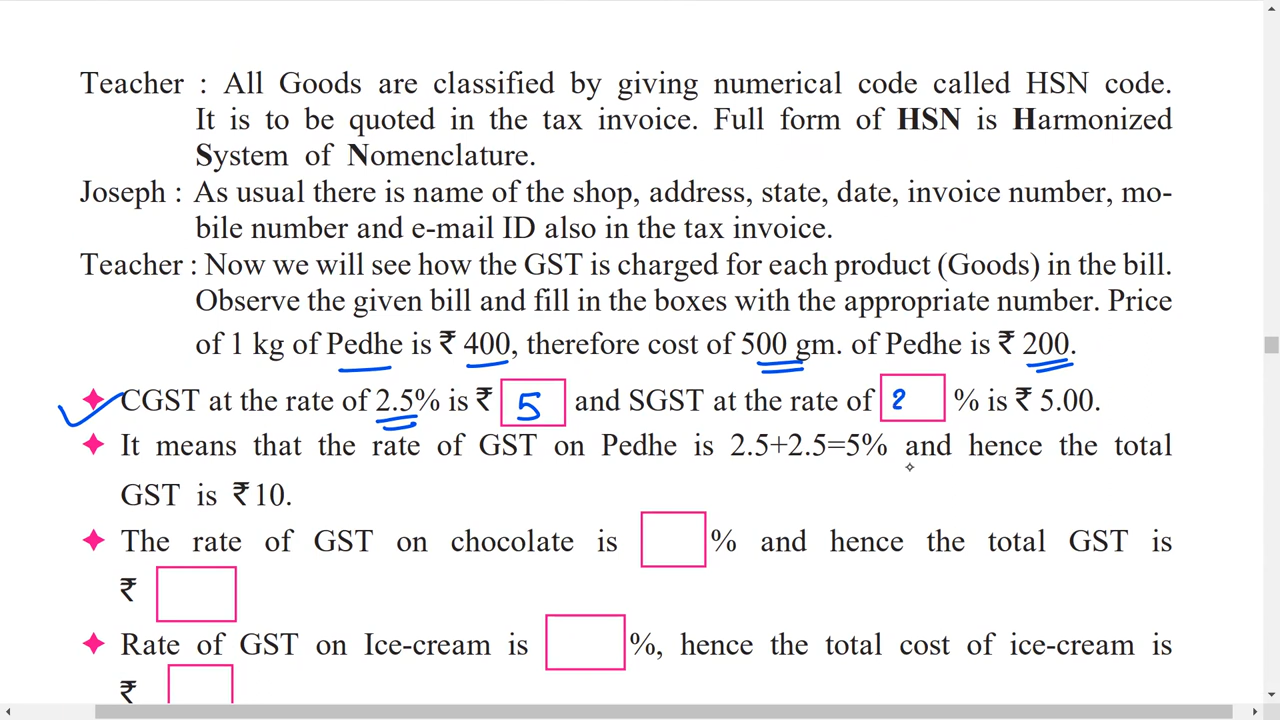 Teacher : All Goods are classified by giving numerical code called HSN code.
It is to be quoted in the tax invoice. Full form of HSN is Harmonized
System of Nomenclature.
Joseph : As usual there is name of the shop, address, state, date, invoice number, mo-
bile number and e-mail ID also in the tax invoice.
Teacher : Now we will see how the GST is charged for each product (Goods) in the bill.
Observe the given bill and fill in the boxes with the appropriate number. Price
of 1 kg of Pedhe is ₹ 400, therefore cost of 500 gm. of Pedhe is ₹ 200.
CGST at the rate of 2.5% is ₹ 5 and SGST at the rate of 2 % is ₹ 5.00.
It means that the rate of GST on Pedhe is 2.5+2.5=5% and hence the total
GST is ₹ 10.
The rate of GST on chocolate is % and hence the total GST is
₹
Rate of GST on Ice-cream is %, hence the total cost of ice-cream is
₹